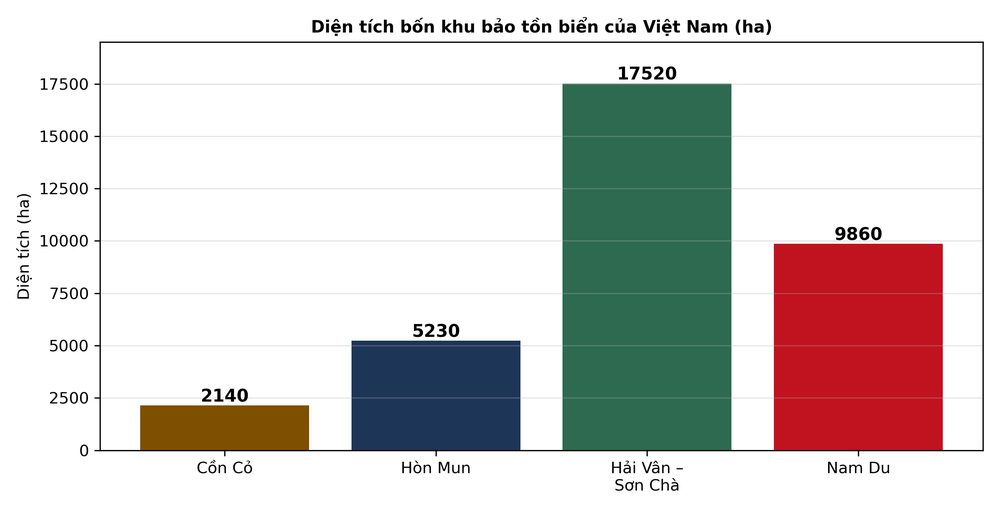 Diện tích bốn khu bảo tồn biển của Việt Nam (ha)
Diện tích (ha)
17500
15000
12500
10000
7500
5000
2500
0
2140
5230
17520
9860
Cồn Cỏ
Hòn Mun
Hải Vân –
Sơn Chà
Nam Du